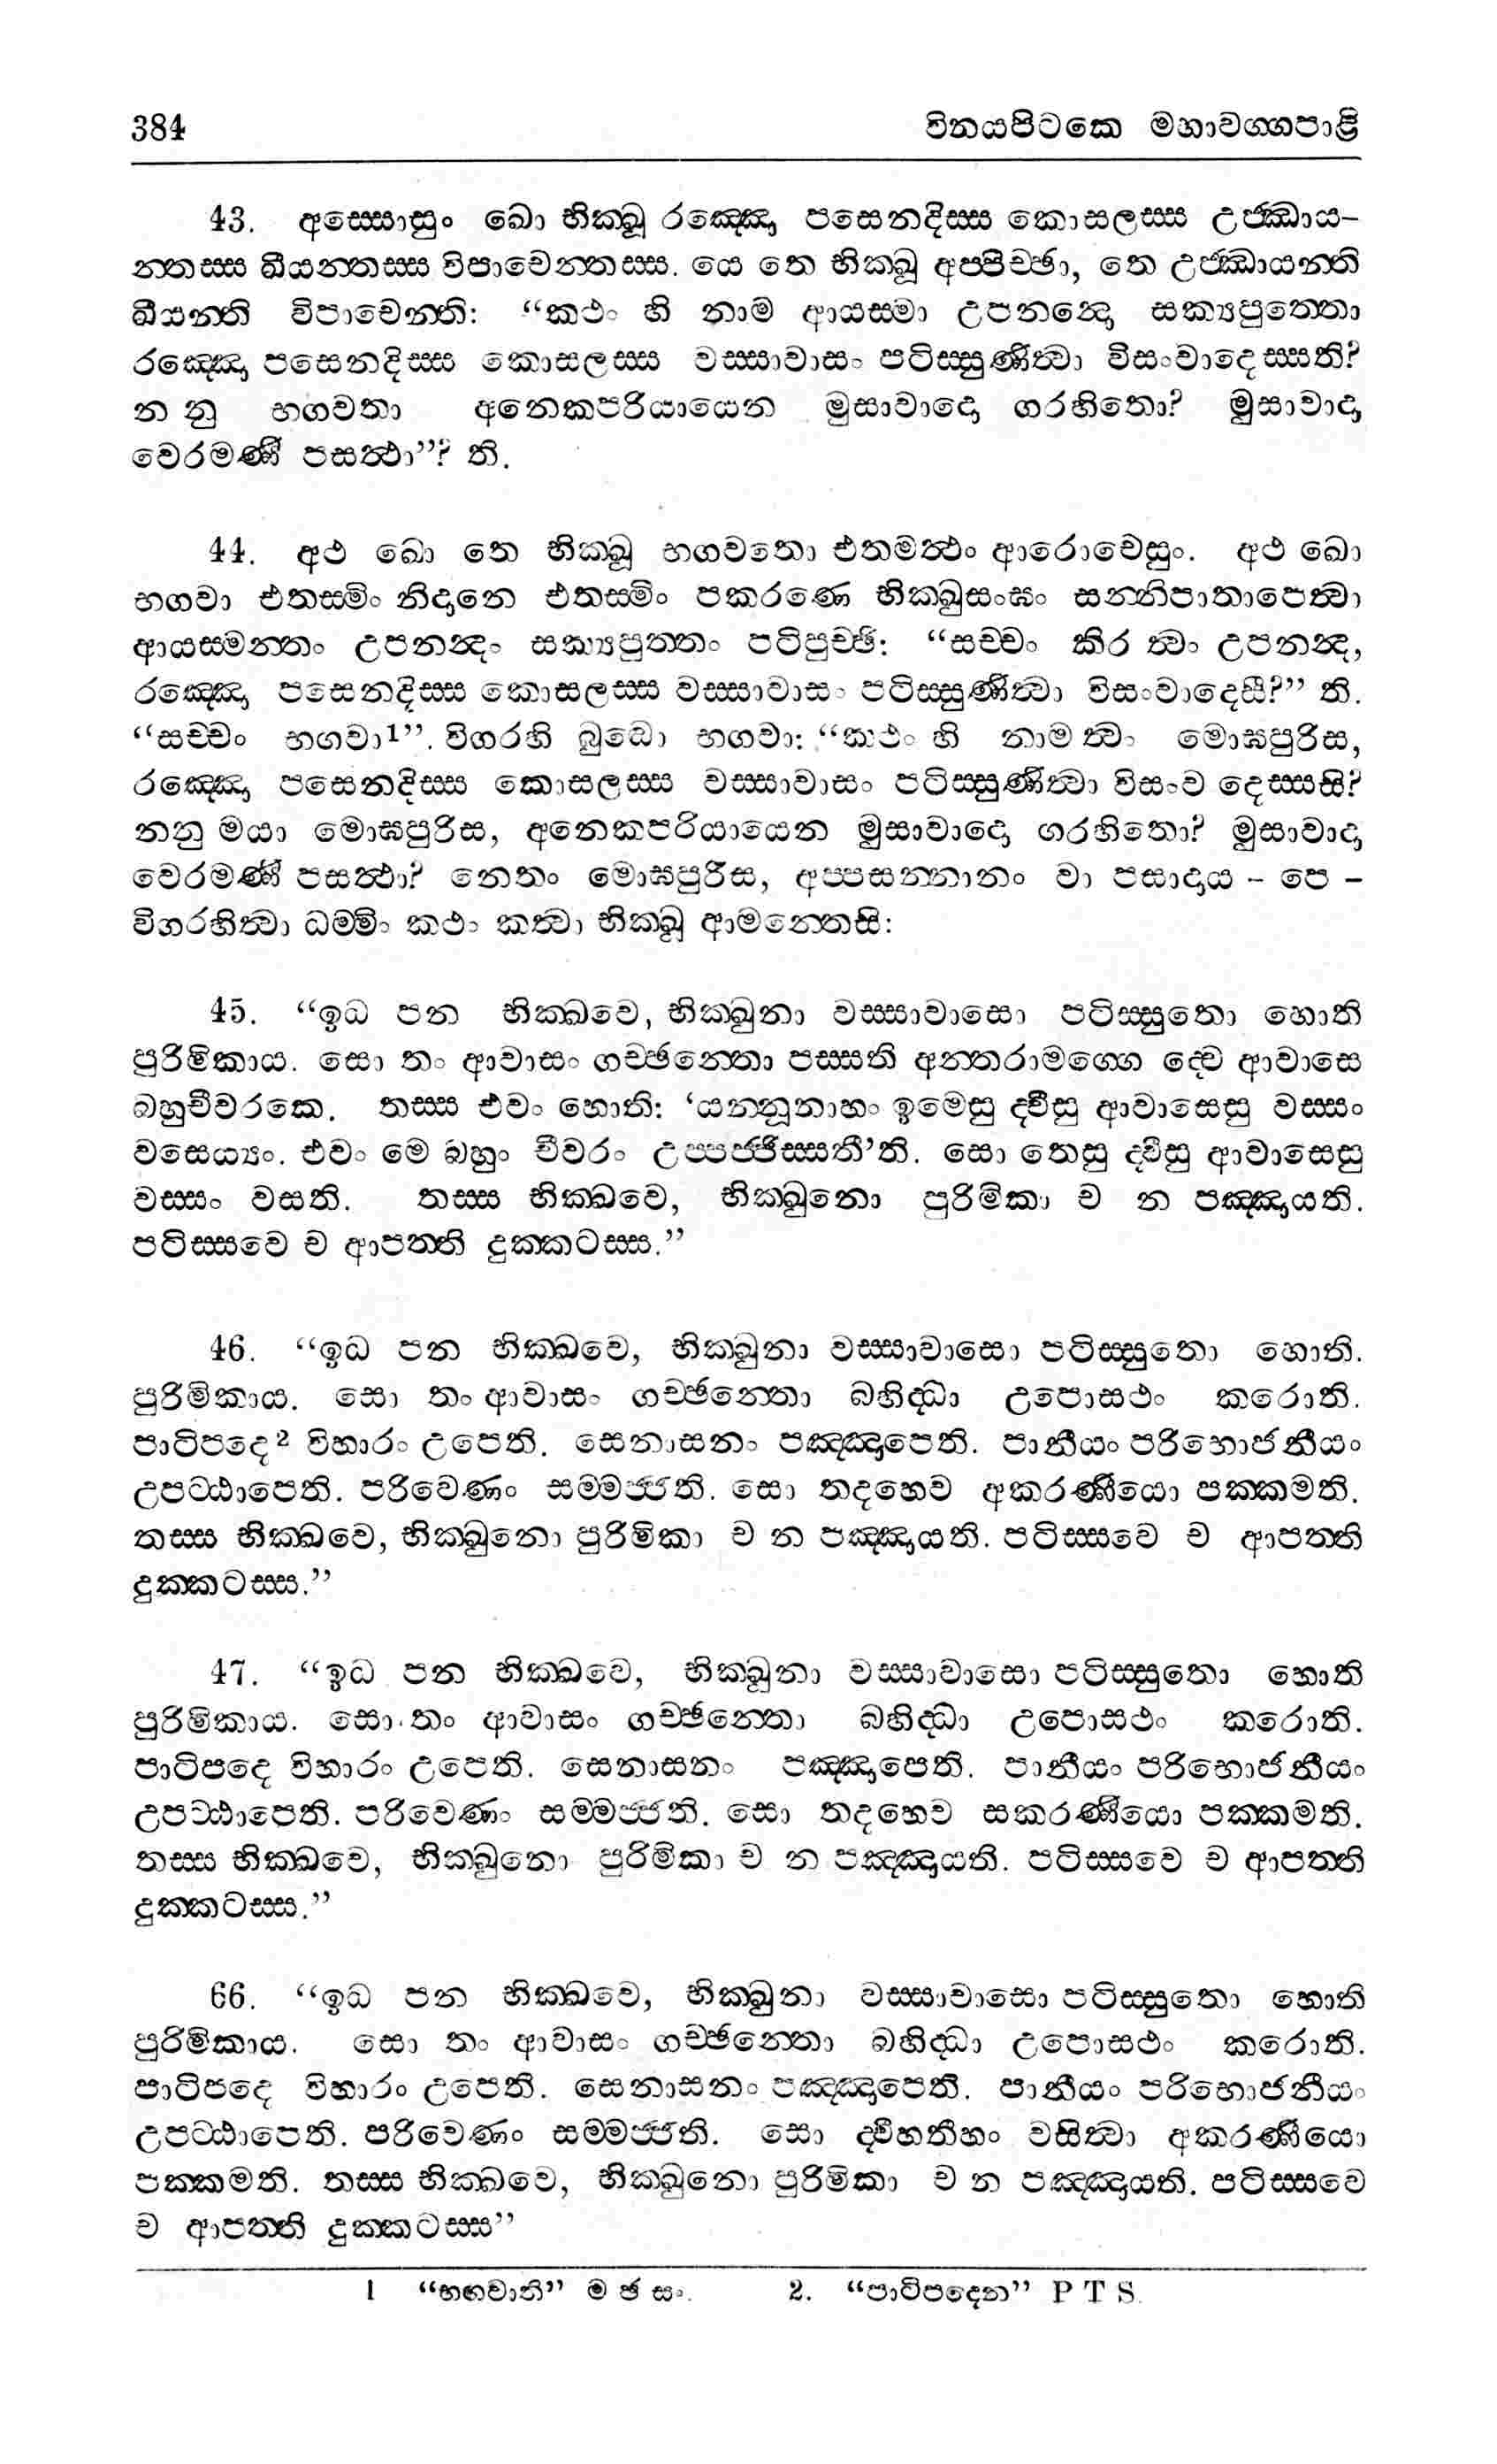 384 විනයපිටකෙ මහාවග්ගපාළි
43. අස්සොසුං ඛො භික්ඛූ රඤ්ඤො පසෙනදිස්ස කොසලස්ස උජ්ඣාය-
න්තස්ස ඛීයන්තස්ස විපාචෙන්තස්ස. යෙ තෙ භික්ඛූ අප්පිච්ඡා, තෙ උජ්ඣායන්ති
ඛීයන්ති විපාචෙන්ති: “කථං හි නාම ආයස්මා උපනන්දො සක්‍යපුත්තො
රඤ්ඤො පසෙනදිස්ස කොසලස්ස වස්සාවාසං පටිස්සුණිත්වා විසංවාදෙස්සති?
න නු භගවතා අනෙකපරියායෙන මුසාවාදො ගරහිතො? මුසාවාදා
වෙරමණී පසත්ථා”? ති.
44. අථ ඛො තෙ භික්ඛූ භගවතො එතමත්ථං ආරොචෙසුං. අථ ඛො
භගවා එතස්මිං නිදානෙ එතස්මිං පකරණෙ භික්ඛුසංඝං සන්නිපාතාපෙත්වා
ආයස්මන්තං උපනන්දං සක්‍යපුත්තං පටිපුච්ඡි: “සච්චං කිර ත්වං උපනන්ද,
රඤ්ඤො පසෙනදිස්ස කොසලස්ස වස්සාවාසං පටිස්සුණිත්වා විසංවාදෙසී?” ති.
“සච්චං භගවා1”. විගරහි බුද්ධො භගවා: “කථං හි නාම ත්වං මොඝපුරිස,
රඤ්ඤො පසෙනදිස්ස කොසලස්ස වස්සාවාසං පටිස්සුණිත්වා විසංව දෙස්සසි?
නනු මයා මොඝපුරිස, අනෙකපරියායෙන මුසාවාදො ගරහිතො? මුසාවාදා
වෙරමණී පසත්ථා? නෙතං මොඝපුරිස, අප්පසන්නානං වා පසාදාය – පෙ –
විගරහිත්වා ධම්මිං කථං කත්වා භික්ඛූ ආමන්තෙසි:
45. “ඉධ පන භික්ඛවෙ, භික්ඛුනා වස්සාවාසො පටිස්සුතො හොති
පුරිමිකාය. සො තං ආවාසං ගච්ඡන්තො පස්සති අන්තරාමග්ගෙ ද්වෙ ආවාසෙ
බහුචීවරකෙ. තස්ස එවං හොති: ‘යන්නූනාහං ඉමෙසු ද්වීසු ආවාසෙසු වස්සං
වසෙය්‍යං. එවං මෙ බහුං චීවරං උප්පජ්ජිස්සතී’ති. සො තෙසු ද්වීසු ආවාසෙසු
වස්සං වසති. තස්ස භික්ඛවෙ, භික්ඛුනො පුරිමිකා ච න පඤ්ඤායති.
පටිස්සවෙ ච ආපත්ති දුක්කටස්ස.”
46. “ඉධ පන භික්ඛවෙ, භික්ඛුනා වස්සාවාසො පටිස්සුතො හොති.
පුරිමිකාය. සො තං ආවාසං ගච්ඡන්තො බහිද්ධා උපොසථං කරොති.
පාටිපදෙ2 විහාරං උපෙති. සෙනාසනං පඤ්ඤාපෙති. පානීයං පරිහොජනීයං
උපට්ඨාපෙති. පරිවෙණං සම්මජ්ජති. සො තදහෙව අකරණීයො පක්කමති.
තස්ස භික්ඛවෙ, භික්ඛුනො පුරිමිකා ච න පඤ්ඤායති. පටිස්සවෙ ච ආපත්ති
දුක්කටස්ස.”
47. “ඉධ පන භික්ඛවෙ, භික්ඛූනා වස්සාවාසො පටිස්සුතො හොති
පුරිමිකාය. සො තං ආවාසං ගච්ඡන්තො බහිද්ධා උපොසථං කරොති.
පාටිපදෙ විහාරං උපෙති. සෙනාසනං පඤ්ඤාපෙති. පානීයං පරිභොජනීයං
උපට්ඨාපෙති. පරිවෙණං සම්මජ්ජති. සො තදහෙව සකරණීයො පක්කමති.
තස්ස භික්ඛවෙ, භික්ඛුනො පුරිමිකා ච න පඤ්ඤායති. පටිස්සවෙ ච ආපත්ති
දුක්කටස්ස.”
66. “ඉධ පන භික්ඛවෙ, භික්ඛුනා වස්සාවාසො පටිස්සුතො හොති
පුරිමිකාය. සො තං ආවාසං ගච්ඡන්තො බහිද්ධා උපොසථං කරොති.
පාටිපදෙ විහාරං උපෙති. සෙනාසනං පඤ්ඤාපෙති. පානීයං පරිභොජනීයං
උපට්ඨාපෙති. පරිවෙණං සම්මජ්ජති. සො ද්වීහතීහං වසිත්වා අකරණීයො
පක්කමති. තස්ස භික්ඛවෙ, භික්ඛුනො පුරිමිකා ච න පඤ්ඤායති. පටිස්සවෙ
ච ආපත්ති දුක්කටස්ස”
1 “භඟවාති” ම ඡ සං. 2. “පාටිපදෙන” P T S.